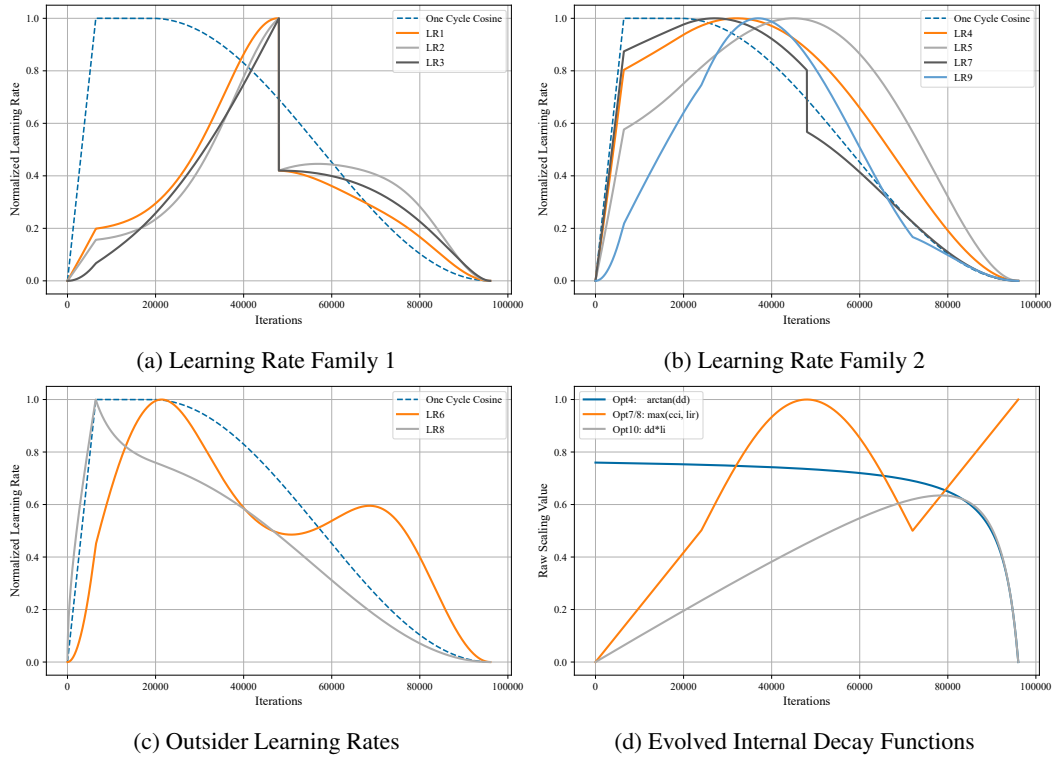 1.0
0.8
0.6
0.4
0.2
0.0
Normalized Learning Rate
One Cycle Cosine
LR1
LR2
LR3
0
20000
40000
60000
80000
100000
Iterations
(a) Learning Rate Family 1
1.0
0.8
0.6
0.4
0.2
0.0
Normalized Learning Rate
One Cycle Cosine
LR4
LR5
LR7
LR9
0
20000
40000
60000
80000
100000
Iterations
(b) Learning Rate Family 2
1.0
0.8
0.6
0.4
0.2
0.0
Normalized Learning Rate
One Cycle Cosine
LR6
LR8
0
20000
40000
60000
80000
100000
Iterations
(c) Outsider Learning Rates
1.0
0.8
0.6
0.4
0.2
0.0
Raw Scaling Value
Opt4: arctan(dd)
Opt7/8: max(cci, lir)
Opt10: dd*li
0
20000
40000
60000
80000
100000
Iterations
(d) Evolved Internal Decay Functions